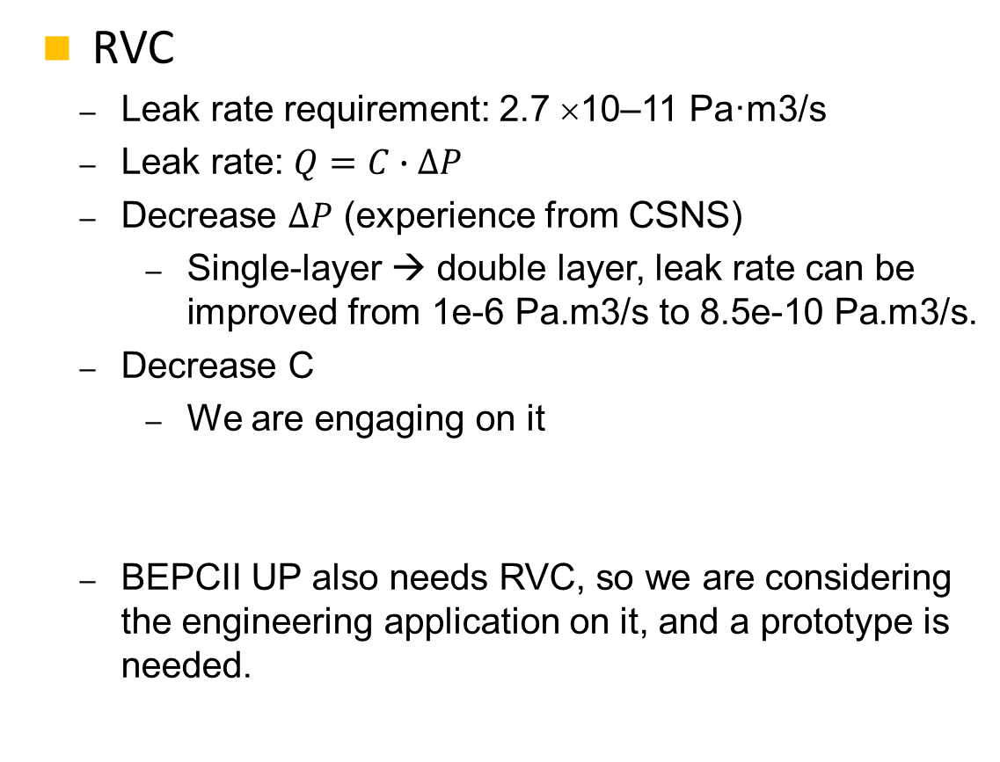 RVC
– Leak rate requirement: 2.7 ×10–11 Pa·m3/s
– Leak rate: 𝑄 = 𝐶 · Δ𝑃
– Decrease Δ𝑃 (experience from CSNS)
– Single-layer → double layer, leak rate can be
improved from 1e-6 Pa.m3/s to 8.5e-10 Pa.m3/s.
– Decrease C
– We are engaging on it
– BEPCII UP also needs RVC, so we are considering
the engineering application on it, and a prototype is
needed.